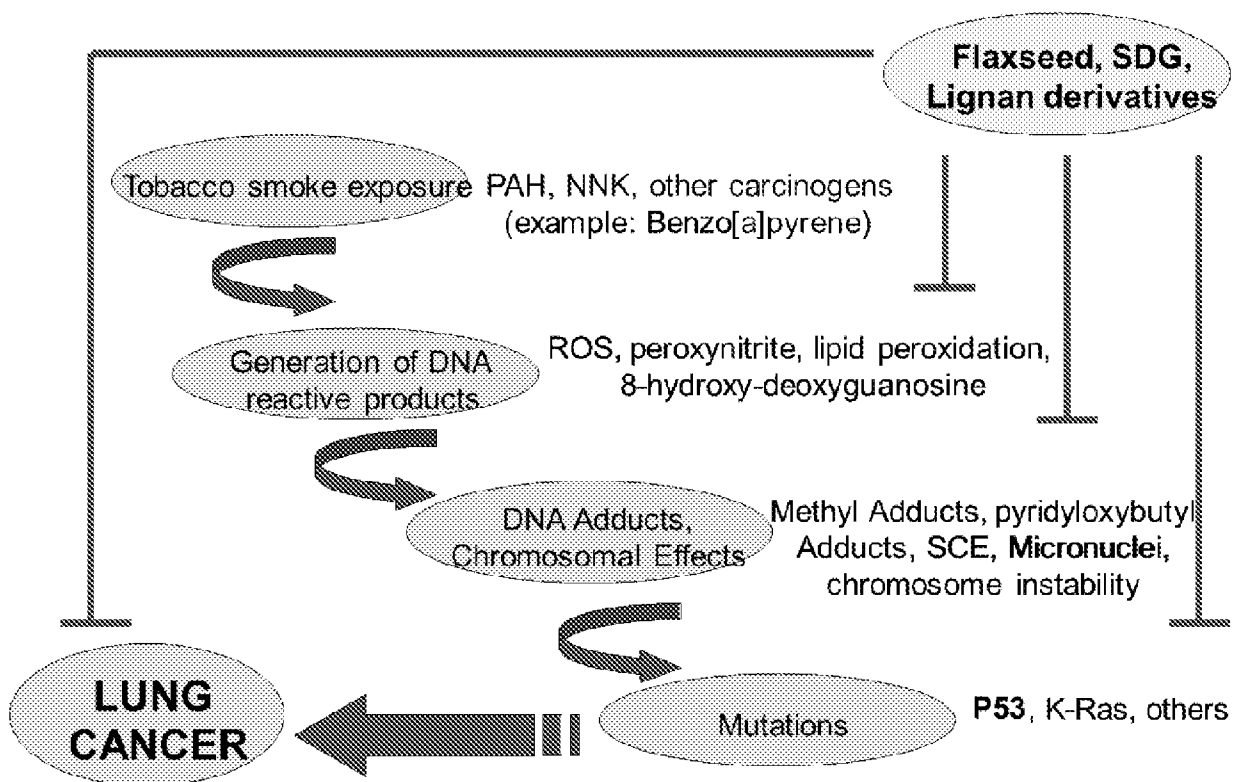 Flaxseed, SDG,
Lignan derivatives
Tobacco smoke exposure
PAH, NNK, other carcinogens
(example: Benzo[a]pyrene)
Generation of DNA
reactive products
ROS, peroxynitrite, lipid peroxidation,
8-hydroxy-deoxyguanosine
DNA Adducts,
Chromosomal Effects
Methyl Adducts, pyridyloxybutyl
Adducts, SCE, Micronuclei,
chromosome instability
Mutations
P53, K-Ras, others
LUNG
CANCER